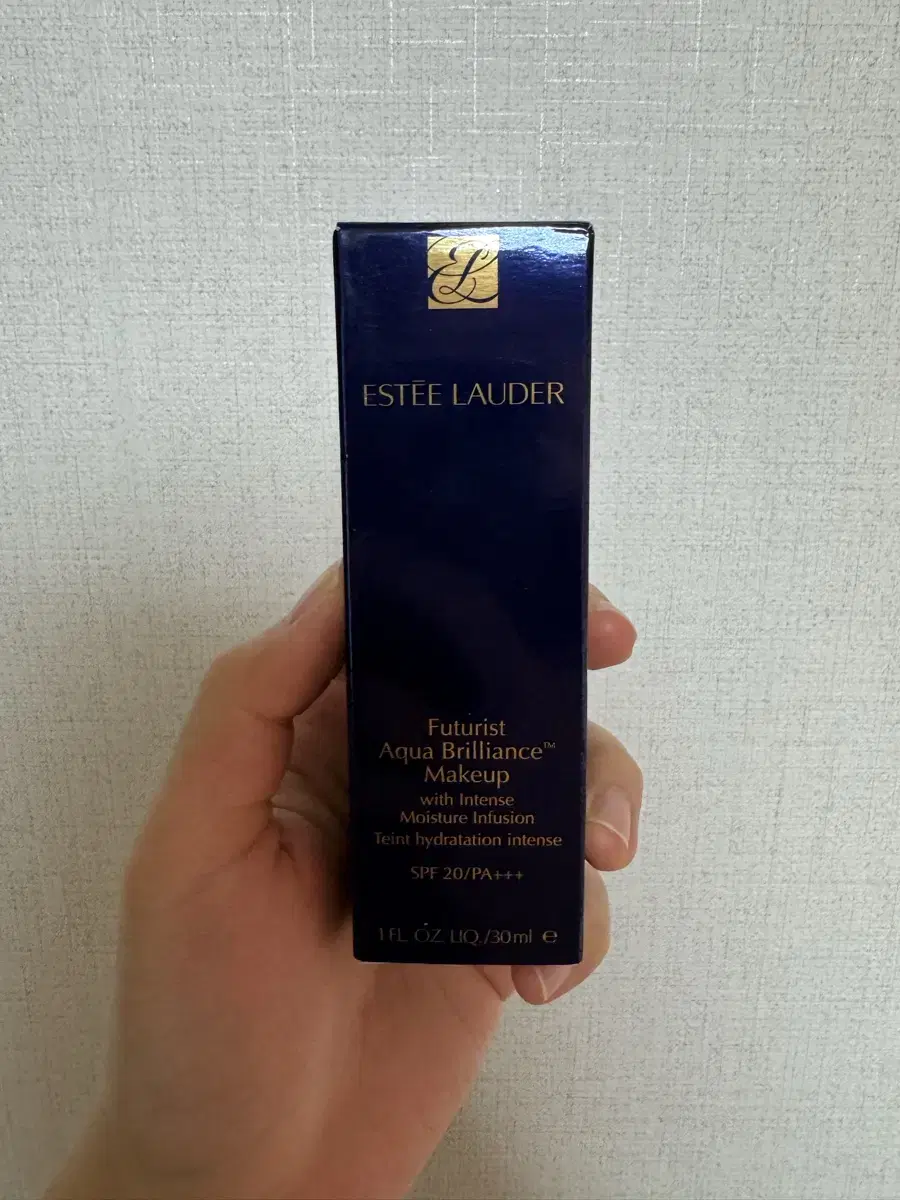 EL
ESTĒE LAUDER
Futurist
Aqua Brilliance™
Makeup
with Intense
Moisture Infusion
Teint hydratation intense
SPF 20/PA+++
1 FL. OZ. LIQ./30ml ℮